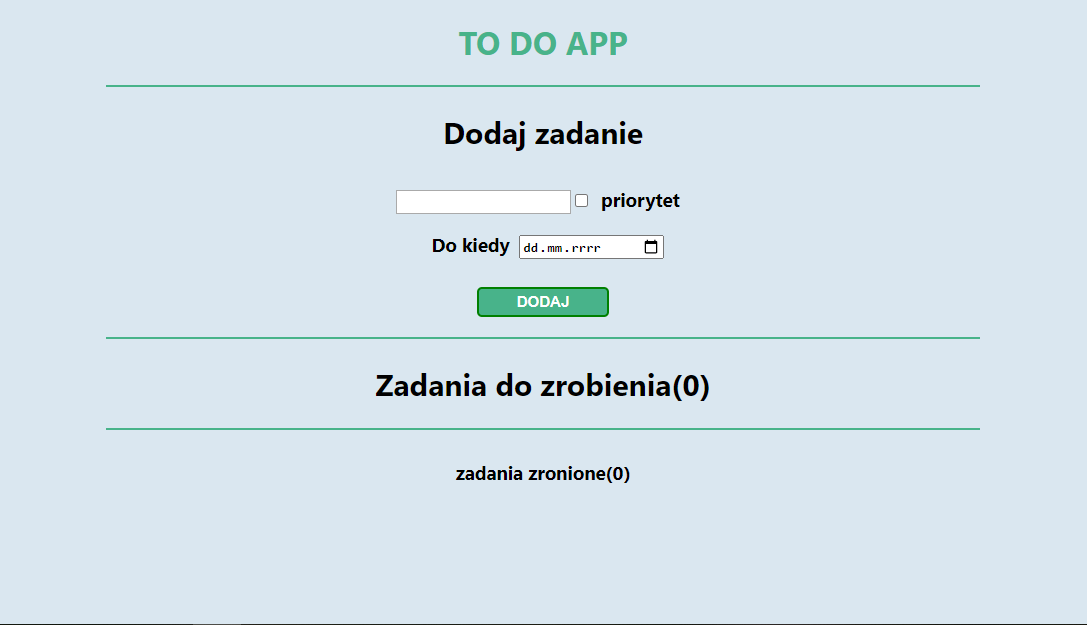 TO DO APP
Dodaj zadanie
priorytet
Do kiedy dd.mm.rrrr
DODAJ
Zadania do zrobienia(0)
zadania zronione(0)